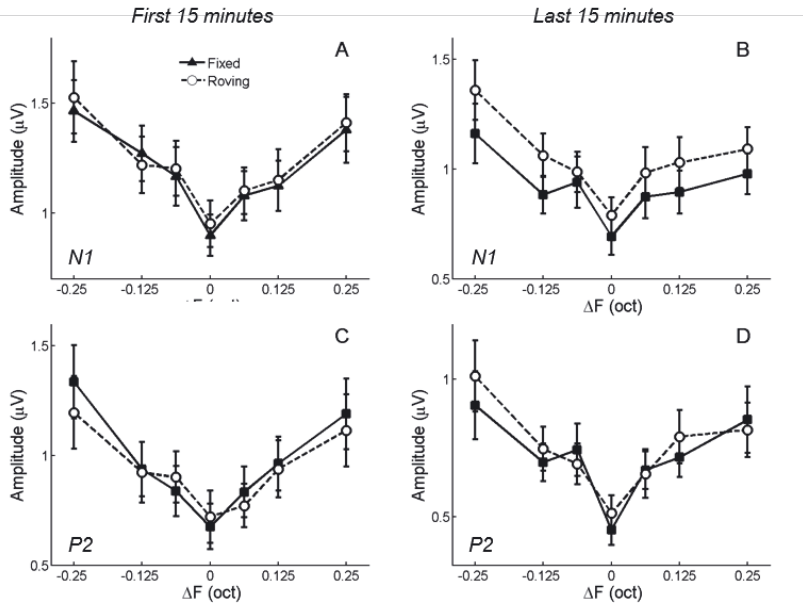 First 15 minutes
Last 15 minutes
A
Fixed
Roving
1.5
1
Amplitude (μV)
N1
-0.25 -0.125 0 0.125 0.25
ΔF (oct)
B
1.5
1
0.5
Amplitude (μV)
N1
-0.25 -0.125 0 0.125 0.25
ΔF (oct)
C
1.5
1
0.5
Amplitude (μV)
P2
-0.25 -0.125 0 0.125 0.25
ΔF (oct)
D
1
0.5
Amplitude (μV)
P2
-0.25 -0.125 0 0.125 0.25
ΔF (oct)